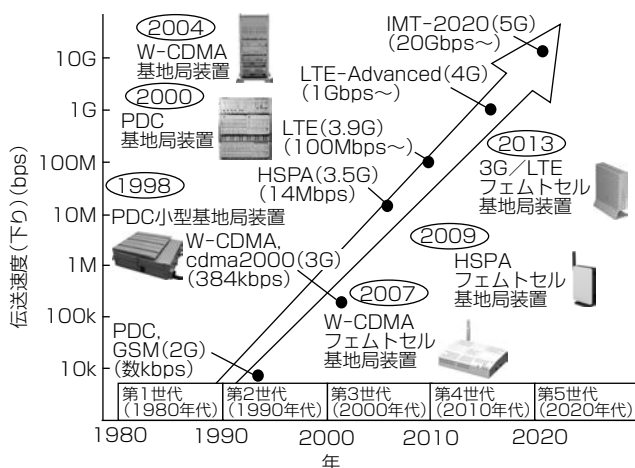 伝送速度(下り)(bps)
10G
1G
100M
10M
1M
100k
10k
2004
W-CDMA
基地局装置
2000
PDC
基地局装置
1998
PDC小型基地局装置
IMT-2020(5G)
(20Gbps~)
LTE-Advanced(4G)
(1Gbps~)
LTE(3.9G)
(100Mbps~)
HSPA(3.5G)
(14Mbps)
W-CDMA,
cdma2000(3G)
(384kbps)
PDC,
GSM(2G)
(数kbps)
2013
3G/LTE
フェムトセル
基地局装置
2009
HSPA
フェムトセル
基地局装置
2007
W-CDMA
フェムトセル
基地局装置
第1世代
(1980年代)
第2世代
(1990年代)
第3世代
(2000年代)
第4世代
(2010年代)
第5世代
(2020年代)
1980
1990
2000
2010
2020
年